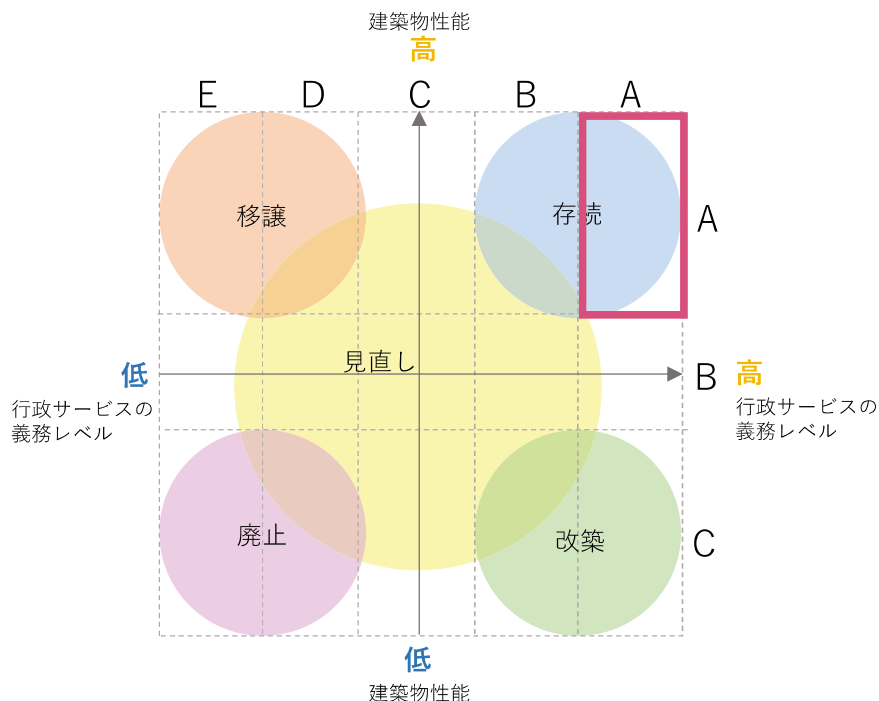 建築物性能
高
E D C B A
移譲
存続
A
見直し
低
B
高
行政サービスの
義務レベル
行政サービスの
義務レベル
廃止
改築
C
低
建築物性能